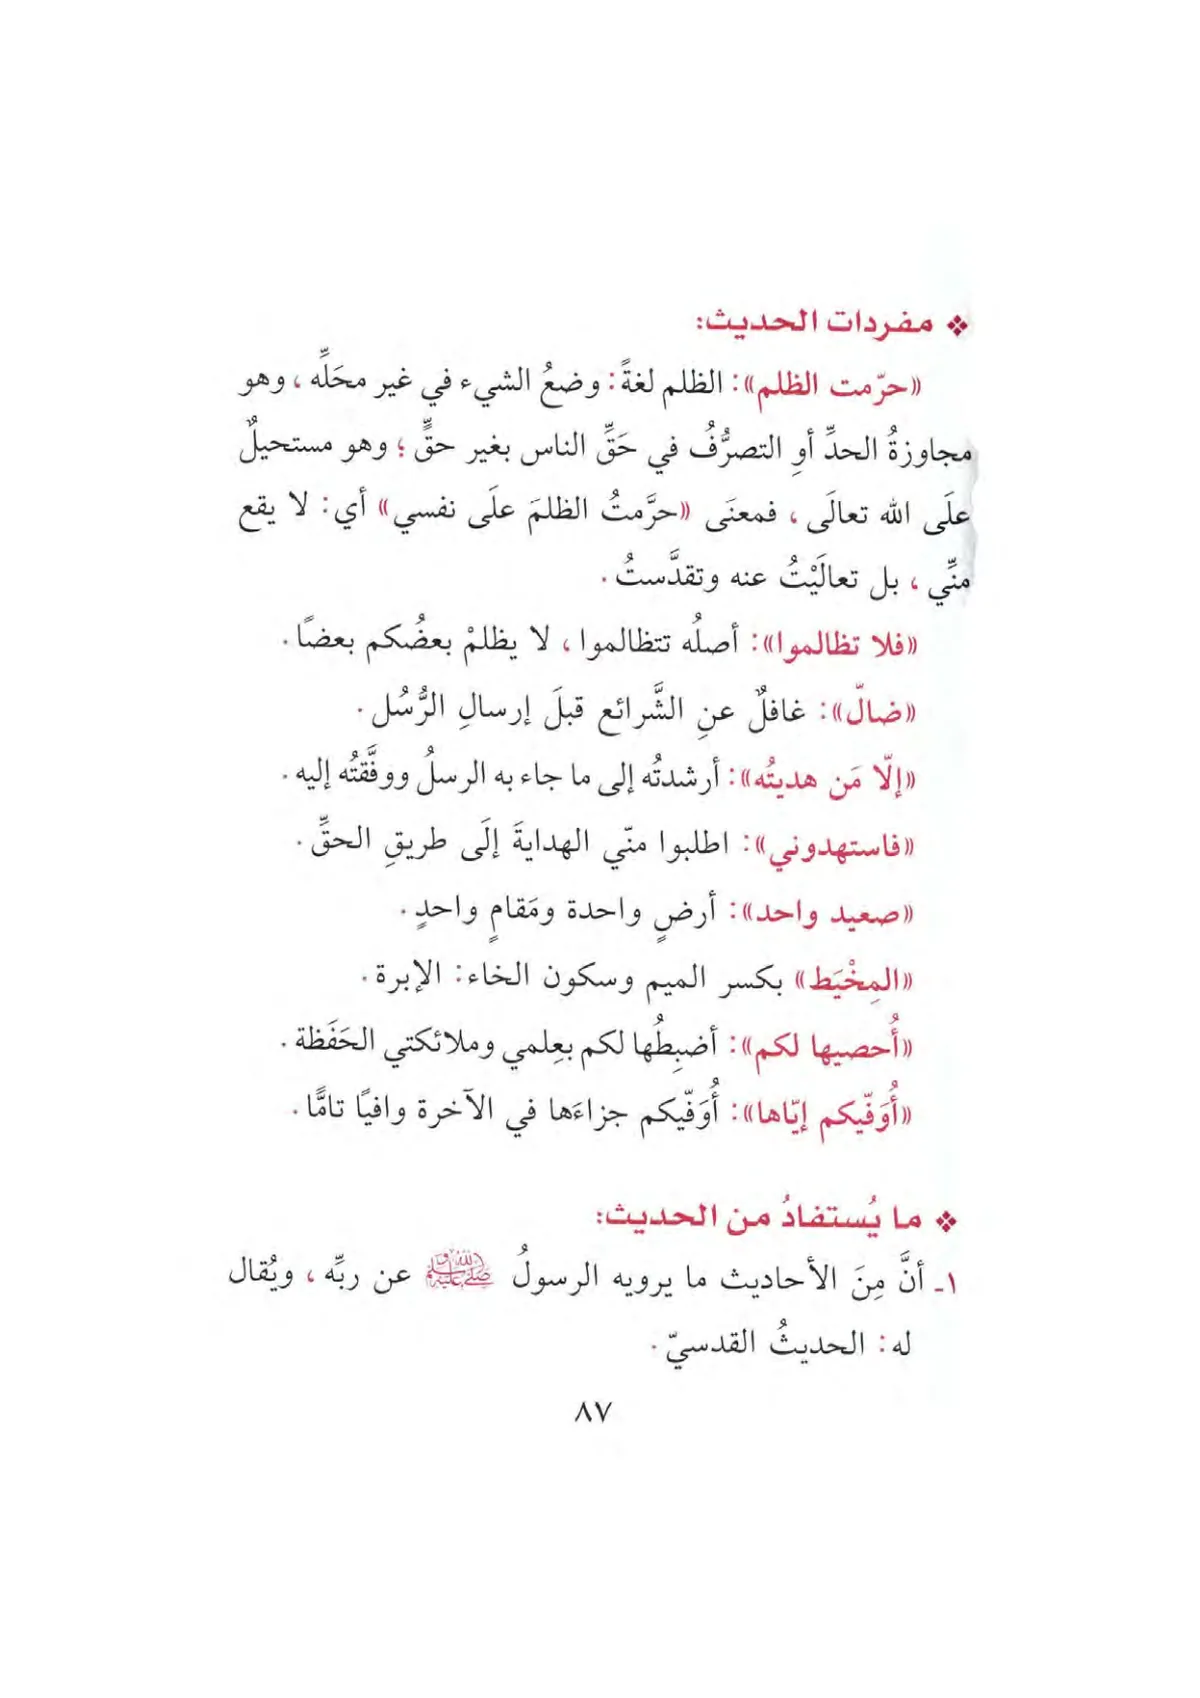 ❖ مفردات الحديث:
«حرّمت الظلم»: الظلم لغةً: وضعُ الشيء في غير محَلِّه، وهو
مجاوزةُ الحدِّ أوِ التصرُّفُ في حَقِّ الناس بغير حقٍّ؛ وهو مستحيلٌ
علَى الله تعالَى، فمعنَى «حرَّمتُ الظلمَ علَى نفسي» أي: لا يقع
منِّي، بل تعالَيْتُ عنه وتقدَّستُ.
«فلا تظالموا»: أصلُه تتظالموا، لا يظلمْ بعضُكم بعضًا.
«ضالّ»: غافلٌ عنِ الشَّرائع قبلَ إرسالِ الرُّسُل.
«إلّا مَن هديتُه»: أرشدتُه إلى ما جاء به الرسلُ ووفَّقتُه إليه.
«فاستهدوني»: اطلبوا منّي الهدايةَ إلَى طريقِ الحقِّ.
«صعيد واحد»: أرضٍ واحدة ومَقامٍ واحدٍ.
«المِخْيَط» بكسر الميم وسكون الخاء: الإبرة.
«أُحصيها لكم»: أضبِطُها لكم بعِلمي وملائكتي الحَفَظة.
«أُوَفّيكم إيّاها»: أُوَفّيكم جزاءَها في الآخرة وافيًا تامًّا.
❖ ما يُستفادُ من الحديث:
١- أنَّ مِنَ الأحاديث ما يرويه الرسولُ ﷺ عن ربِّه، ويُقال
له: الحديثُ القدسيّ.
٨٧